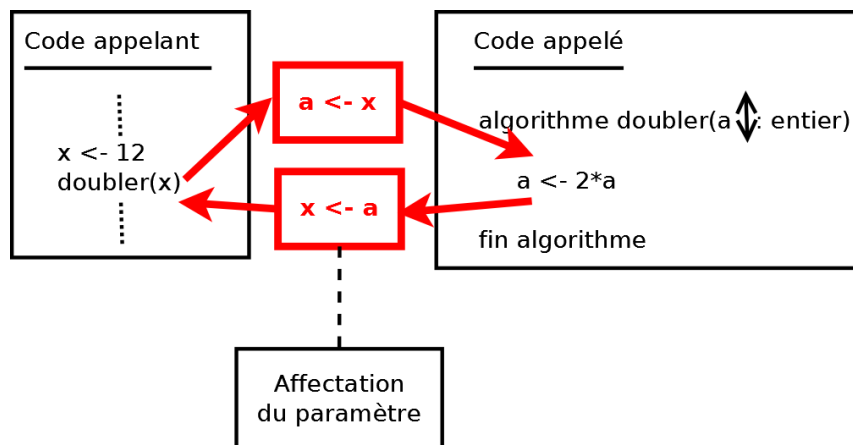 Code appelant
x <- 12
doubler(x)
a <- x
x <- a
Code appelé
algorithme doubler(a : entier)
a <- 2*a
fin algorithme
Affectation
du paramètre